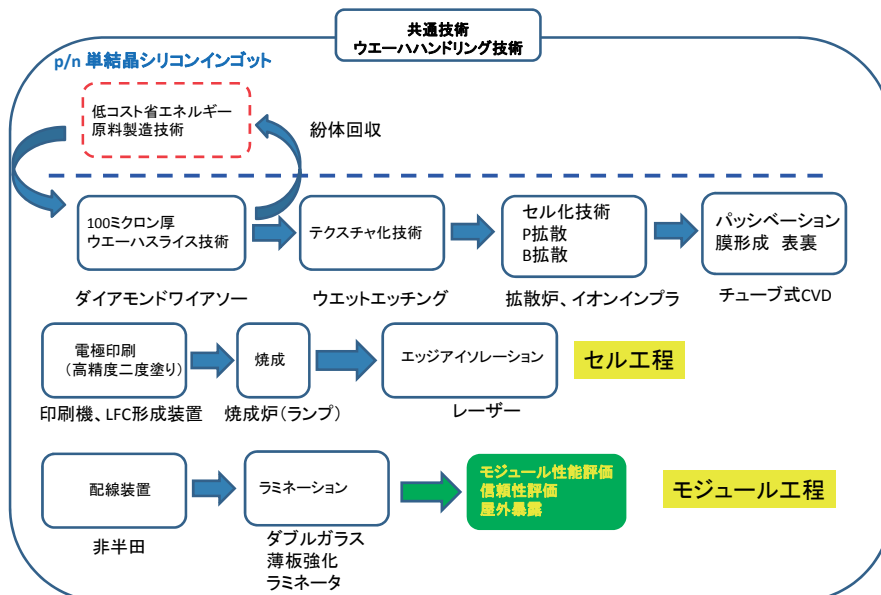 共通技術
ウエーハハンドリング技術
p/n 単結晶シリコンインゴット
低コスト省エネルギー
原料製造技術
紛体回収
100ミクロン厚
ウエーハスライス技術
ダイアモンドワイアソー
テクスチャ化技術
ウエットエッチング
セル化技術
P拡散
B拡散
拡散炉、イオンインプラ
パッシベーション
膜形成 表裏
チューブ式CVD
電極印刷
(高精度二度塗り)
印刷機、LFC形成装置
焼成
焼成炉(ランプ)
エッジアイソレーション
レーザー
セル工程
配線装置
非半田
ラミネーション
ダブルガラス
薄板強化
ラミネータ
モジュール性能評価
信頼性評価
屋外暴露
モジュール工程